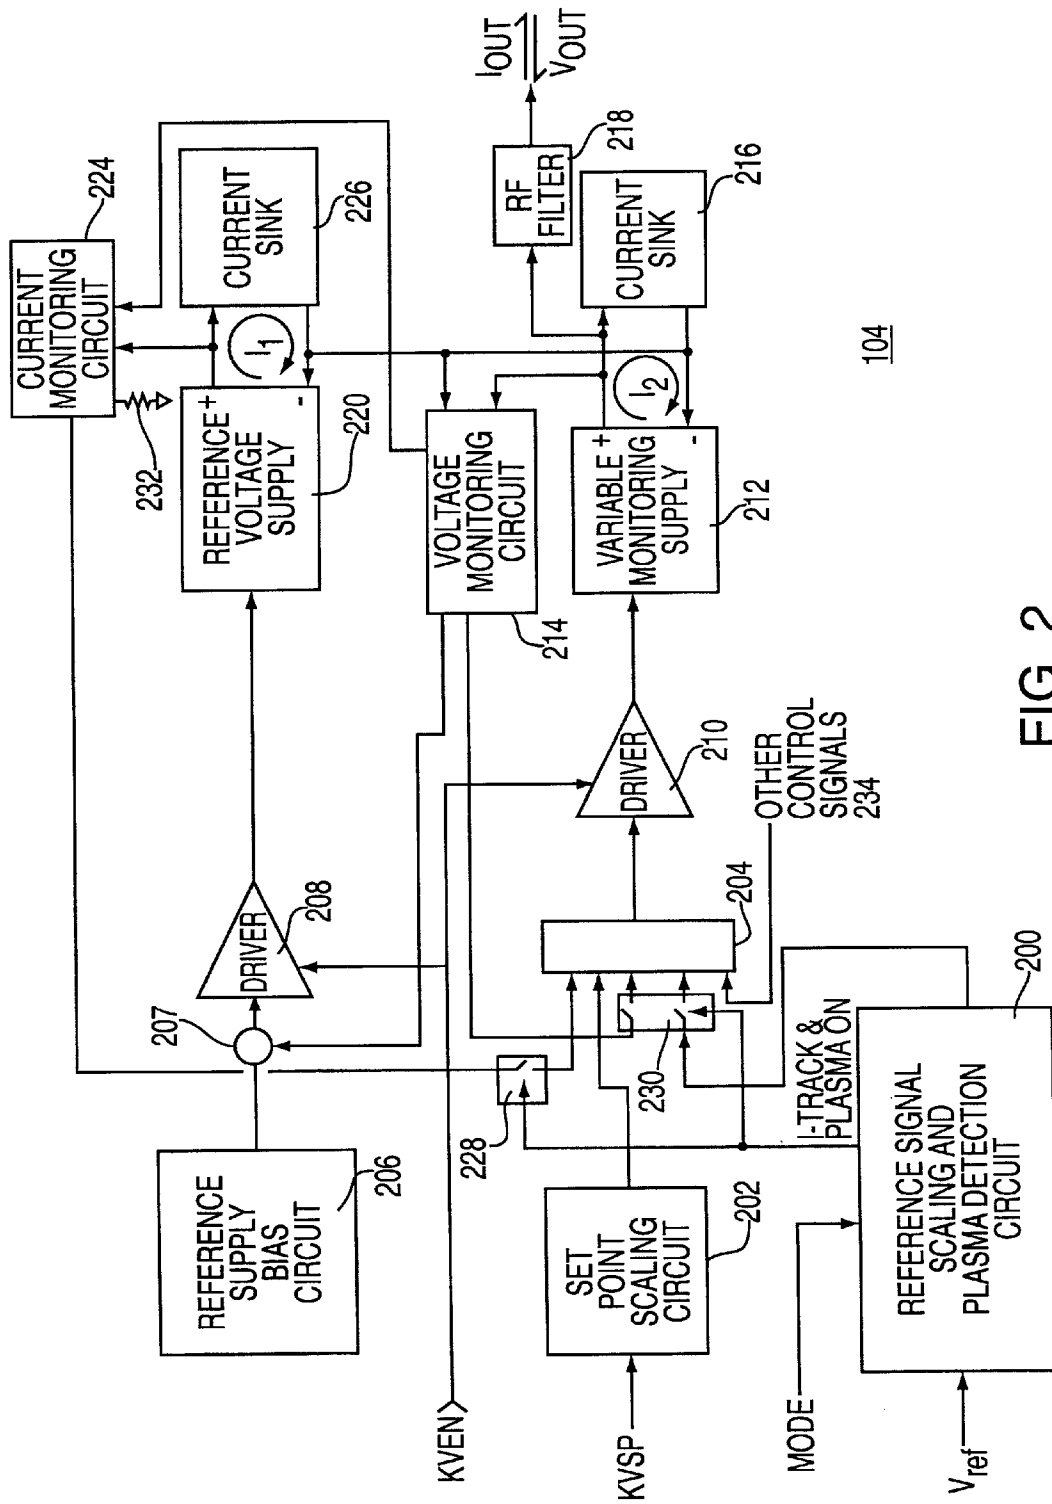 KVEN
KVSP
MODE
Vref
REFERENCE
SUPPLY
BIAS
CIRCUIT
206
207
DRIVER
208
REFERENCE +
VOLTAGE
SUPPLY
-
220
232
CURRENT
MONITORING
CIRCUIT
224
I1
CURRENT
SINK
226
SET
POINT
SCALING
CIRCUIT
202
228
230
204
VOLTAGE
MONITORING
CIRCUIT
214
DRIVER
210
VARIABLE +
MONITORING
SUPPLY
-
212
I2
CURRENT
SINK
216
RF
FILTER
218
IOUT
VOUT
REFERENCE SIGNAL
SCALING AND
PLASMA DETECTION
CIRCUIT
200
I-TRACK &
PLASMA ON
OTHER
CONTROL
SIGNALS
234
104
FIG. 2